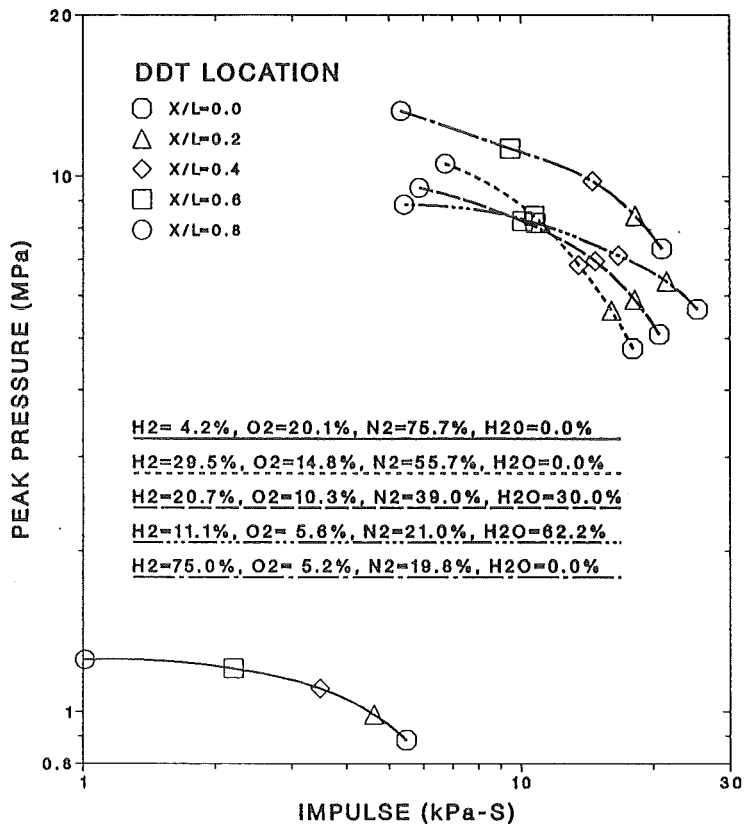 20
DDT LOCATION
X/L=0.0
X/L=0.2
X/L=0.4
X/L=0.6
X/L=0.8
10
PEAK PRESSURE (MPa)
H2= 4.2%, O2=20.1%, N2=75.7%, H20=0.0%
H2=29.5%, O2=14.8%, N2=55.7%, H2O=0.0%
H2=20.7%, O2=10.3%, N2=39.0%, H2O=30.0%
H2=11.1%, O2= 5.6%, N2=21.0%, H2O=62.2%
H2=75.0%, O2= 5.2%, N2=19.8%, H2O=0.0%
1
0.8
1
10
30
IMPULSE (kPa-S)